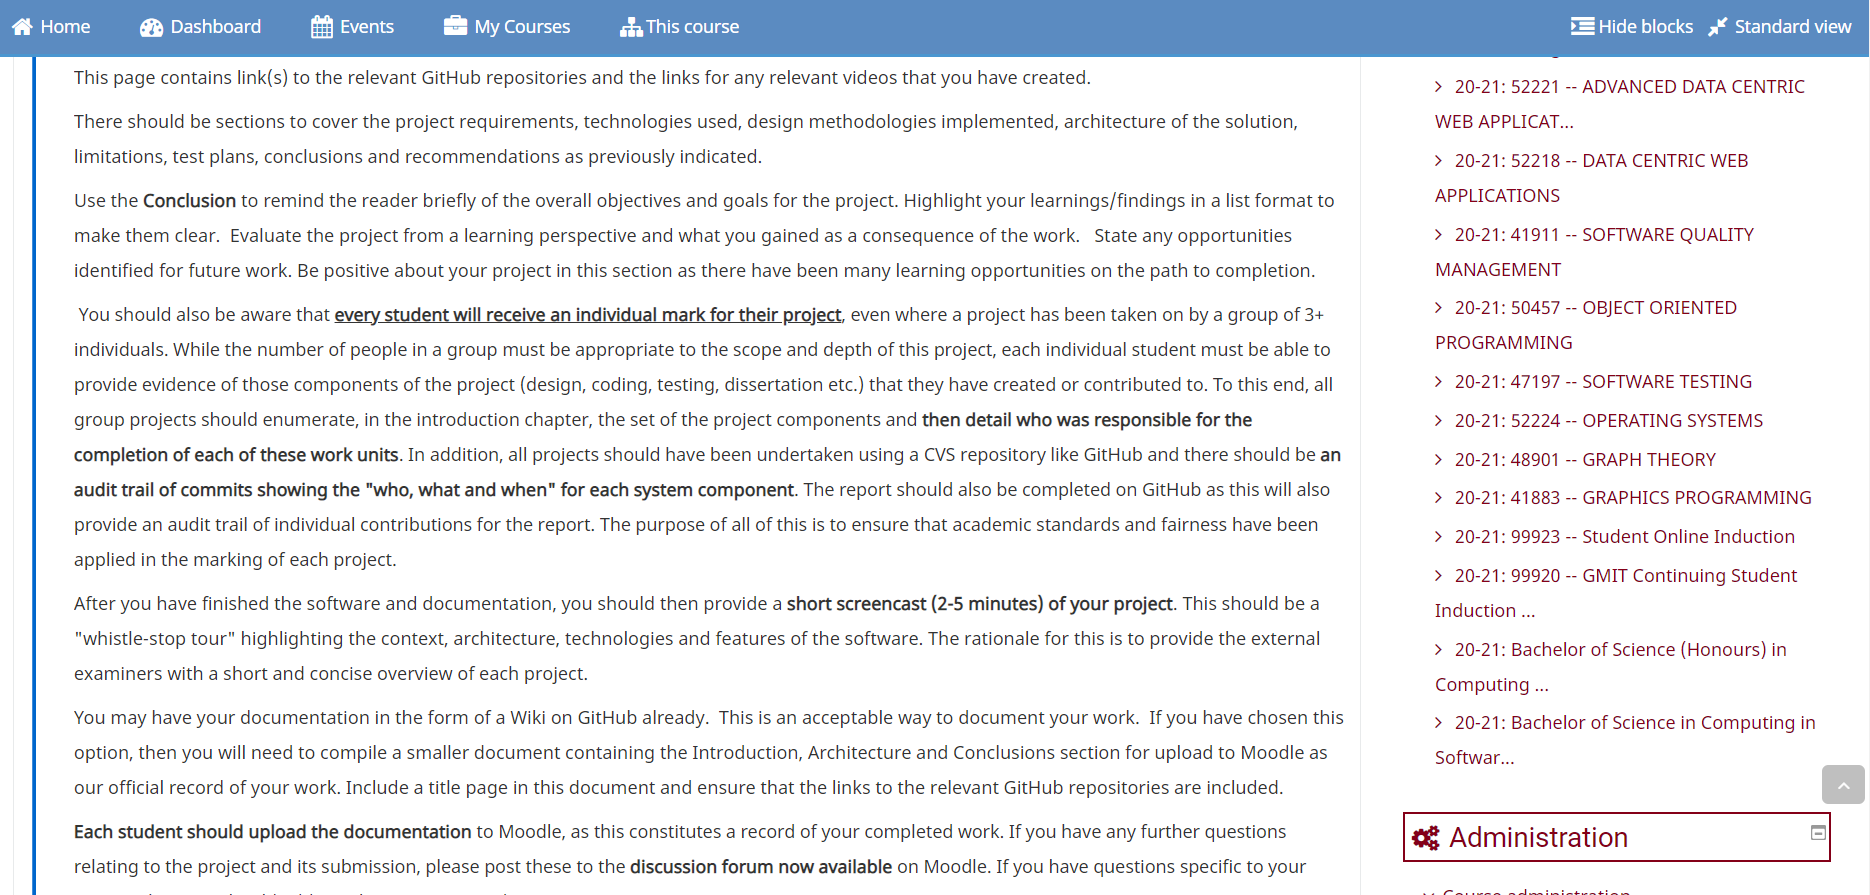 Home Dashboard Events My Courses This course Hide blocks Standard view
This page contains link(s) to the relevant GitHub repositories and the links for any relevant videos that you have created.
There should be sections to cover the project requirements, technologies used, design methodologies implemented, architecture of the solution,
limitations, test plans, conclusions and recommendations as previously indicated.
Use the Conclusion to remind the reader briefly of the overall objectives and goals for the project. Highlight your learnings/findings in a list format to
make them clear.  Evaluate the project from a learning perspective and what you gained as a consequence of the work.   State any opportunities
identified for future work. Be positive about your project in this section as there have been many learning opportunities on the path to completion.
You should also be aware that every student will receive an individual mark for their project, even where a project has been taken on by a group of 3+
individuals. While the number of people in a group must be appropriate to the scope and depth of this project, each individual student must be able to
provide evidence of those components of the project (design, coding, testing, dissertation etc.) that they have created or contributed to. To this end, all
group projects should enumerate, in the introduction chapter, the set of the project components and then detail who was responsible for the
completion of each of these work units. In addition, all projects should have been undertaken using a CVS repository like GitHub and there should be an
audit trail of commits showing the "who, what and when" for each system component. The report should also be completed on GitHub as this will also
provide an audit trail of individual contributions for the report. The purpose of all of this is to ensure that academic standards and fairness have been
applied in the marking of each project.
After you have finished the software and documentation, you should then provide a short screencast (2-5 minutes) of your project. This should be a
"whistle-stop tour" highlighting the context, architecture, technologies and features of the software. The rationale for this is to provide the external
examiners with a short and concise overview of each project.
You may have your documentation in the form of a Wiki on GitHub already.  This is an acceptable way to document your work.  If you have chosen this
option, then you will need to compile a smaller document containing the Introduction, Architecture and Conclusions section for upload to Moodle as
our official record of your work. Include a title page in this document and ensure that the links to the relevant GitHub repositories are included.
Each student should upload the documentation to Moodle, as this constitutes a record of your completed work. If you have any further questions
relating to the project and its submission, please post these to the discussion forum now available on Moodle. If you have questions specific to your
20-21: 52221 -- ADVANCED DATA CENTRIC
WEB APPLICAT...
20-21: 52218 -- DATA CENTRIC WEB
APPLICATIONS
20-21: 41911 -- SOFTWARE QUALITY
MANAGEMENT
20-21: 50457 -- OBJECT ORIENTED
PROGRAMMING
20-21: 47197 -- SOFTWARE TESTING
20-21: 52224 -- OPERATING SYSTEMS
20-21: 48901 -- GRAPH THEORY
20-21: 41883 -- GRAPHICS PROGRAMMING
20-21: 99923 -- Student Online Induction
20-21: 99920 -- GMIT Continuing Student
Induction ...
20-21: Bachelor of Science (Honours) in
Computing ...
20-21: Bachelor of Science in Computing in
Softwar...
Administration
Course administration